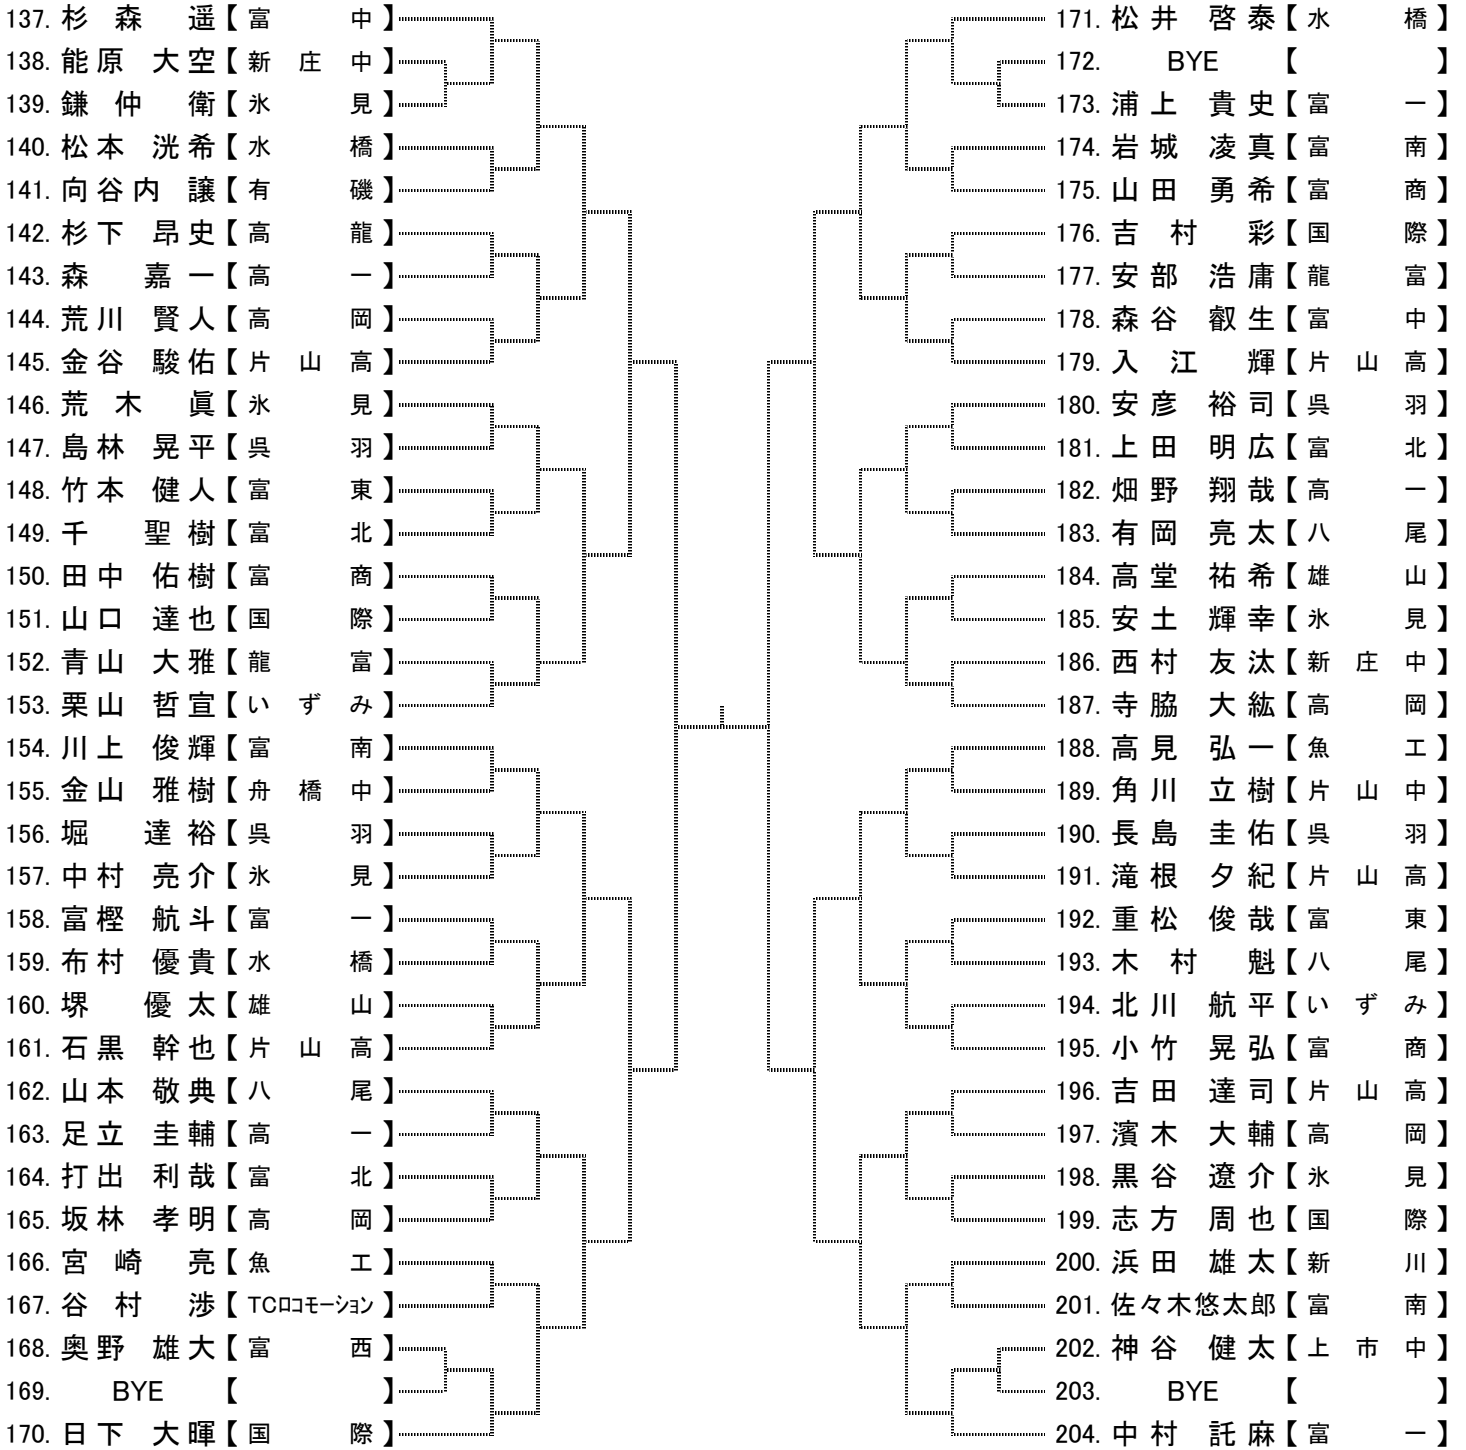 137. 杉森 遥【富中】
138. 能原 大空【新庄中】
139. 鎌仲 衛【氷見】
140. 松本 洸希【水橋】
141. 向谷内 譲【有磯】
142. 杉下 昂史【高龍】
143. 森 嘉一【高一】
144. 荒川 賢人【高岡】
145. 金谷 駿佑【片山高】
146. 荒木 眞【氷見】
147. 島林 晃平【呉羽】
148. 竹本 健人【富東】
149. 千 聖樹【富北】
150. 田中 佑樹【富商】
151. 山口 達也【国際】
152. 青山 大雅【龍富】
153. 栗山 哲宣【いずみ】
154. 川上 俊輝【富南】
155. 金山 雅樹【舟橋中】
156. 堀 達裕【呉羽】
157. 中村 亮介【氷見】
158. 富樫 航斗【富一】
159. 布村 優貴【水橋】
160. 堺 優太【雄山】
161. 石黒 幹也【片山高】
162. 山本 敬典【八尾】
163. 足立 圭輔【高一】
164. 打出 利哉【富北】
165. 坂林 孝明【高岡】
166. 宮崎 亮【魚工】
167. 谷村 渉【TCロコモーション】
168. 奥野 雄大【富西】
169. BYE【 】
170. 日下 大暉【国際】
171. 松井 啓泰【水橋】
172. BYE【 】
173. 浦上 貴史【富一】
174. 岩城 凌真【富南】
175. 山田 勇希【富商】
176. 吉村 彩【国際】
177. 安部 浩庸【龍富】
178. 森谷 叡生【富中】
179. 入江 輝【片山高】
180. 安彦 裕司【呉羽】
181. 上田 明広【富北】
182. 畑野 翔哉【高一】
183. 有岡 亮太【八尾】
184. 高堂 祐希【雄山】
185. 安土 輝幸【氷見】
186. 西村 友汰【新庄中】
187. 寺脇 大紘【高岡】
188. 高見 弘一【魚工】
189. 角川 立樹【片山中】
190. 長島 圭佑【呉羽】
191. 滝根 夕紀【片山高】
192. 重松 俊哉【富東】
193. 木村 魁【八尾】
194. 北川 航平【いずみ】
195. 小竹 晃弘【富商】
196. 吉田 達司【片山高】
197. 濱木 大輔【高岡】
198. 黒谷 遼介【氷見】
199. 志方 周也【国際】
200. 浜田 雄太【新川】
201. 佐々木悠太郎【富南】
202. 神谷 健太【上市中】
203. BYE【 】
204. 中村 託麻【富一】